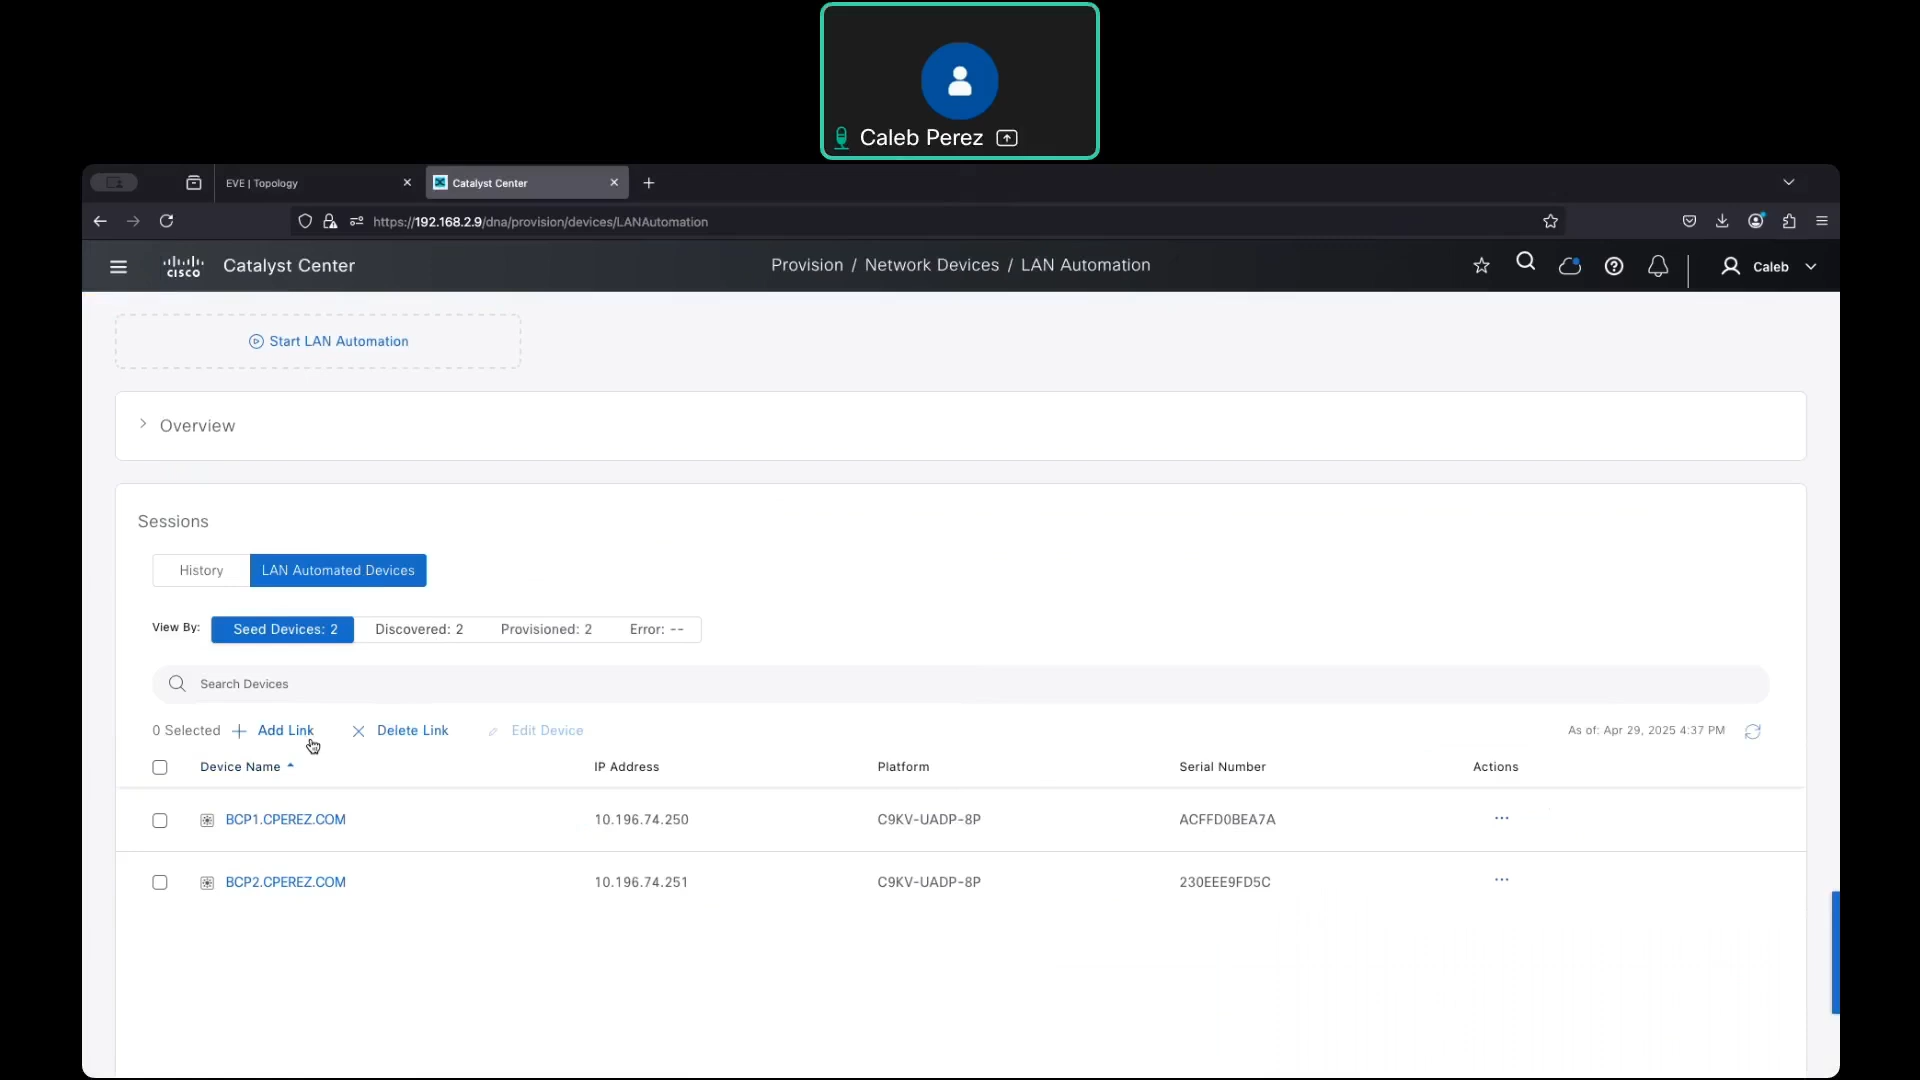 Caleb Perez
EVE | Topology
Catalyst Center
https://192.168.2.9/dna/provision/devices/LANAutomation
CISCO
Catalyst Center
Provision / Network Devices / LAN Automation
Caleb
Start LAN Automation
Overview
Sessions
History
LAN Automated Devices
View By:
Seed Devices: 2
Discovered: 2
Provisioned: 2
Error: --
Search Devices
0 Selected
Add Link
Delete Link
Edit Device
As of: Apr 29, 2025 4:37 PM
Device Name IP Address Platform Serial Number Actions
BCP1.CPEREZ.COM 10.196.74.250 C9KV-UADP-8P ACFFD0BEA7A ...
BCP2.CPEREZ.COM 10.196.74.251 C9KV-UADP-8P 230EEE9FD5C ...